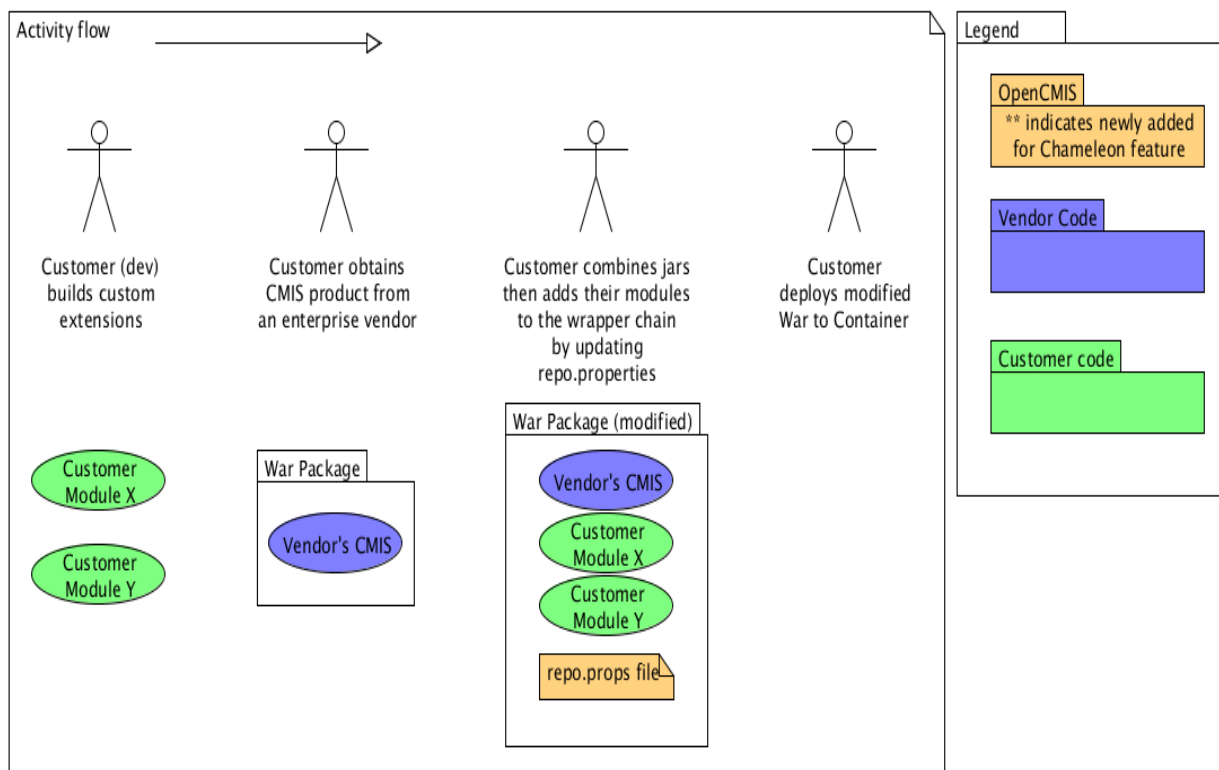 Activity flow
Customer (dev)
builds custom
extensions
Customer obtains
CMIS product from
an enterprise vendor
Customer combines jars
then adds their modules
to the wrapper chain
by updating
repo.properties
Customer
deploys modified
War to Container
Customer
Module X
Customer
Module Y
War Package
Vendor's CMIS
War Package (modified)
Vendor's CMIS
Customer
Module X
Customer
Module Y
repo.props file
Legend
OpenCMIS
** indicates newly added
for Chameleon feature
Vendor Code
Customer code